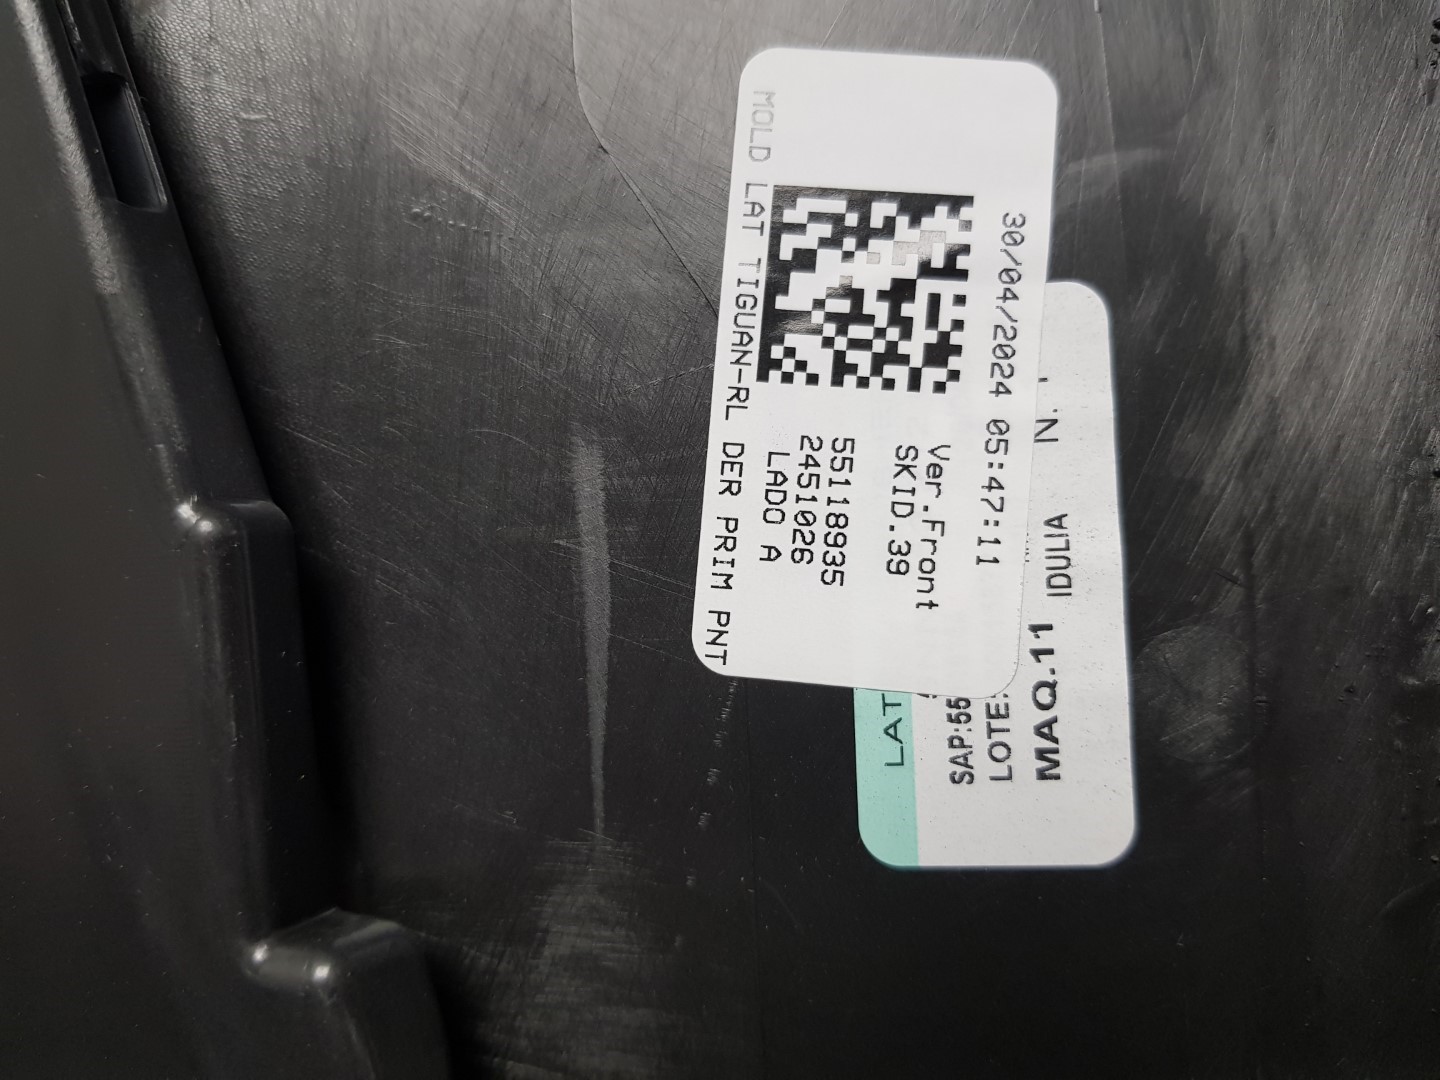 30/04/2024 05:47:11
Ver.Front
SKID.39
55118935
2451026
LADO A
MOLD LAT TIGUAN-RL DER PRIM PNT
LAT
SAP:55
LOTE:
MAQ.11 IDULIA N